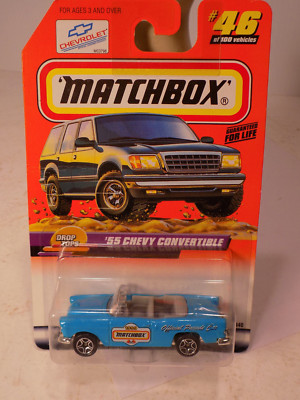 FOR AGES 3 AND OVER
CHEVROLET
#46
of 100 vehicles
MATCHBOX®
GUARANTEED
FOR LIFE
DROP
TOPS
'55 CHEVY CONVERTIBLE
MATCHBOX